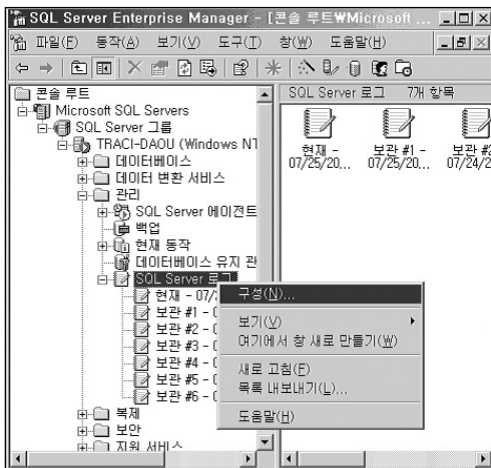 SQL Server Enterprise Manager - [콘솔 루트₩Microsoft ...
파일(F) 동작(A) 보기(V) 도구(T) 창(W) 도움말(H)
콘솔 루트
Microsoft SQL Servers
SQL Server 그룹
TRACI-DAOU (Windows NT
데이터베이스
데이터 변환 서비스
관리
SQL Server 에이전트
백업
현재 동작
데이터베이스 유지 관
SQL Server 로그
현재 - 07/
보관 #1 - 0
보관 #2 - 0
보관 #3 - 0
보관 #4 - 0
보관 #5 - 0
보관 #6 - 0
복제
보안
지원 서비스
SQL Server 로그 7개 항목
현재 -
07/25/20...
보관 #1 -
07/25/20...
보관 #2
07/24/2
구성(N)...
보기(V)
여기에서 창 새로 만들기(W)
새로 고침(F)
목록 내보내기(L)...
도움말(H)